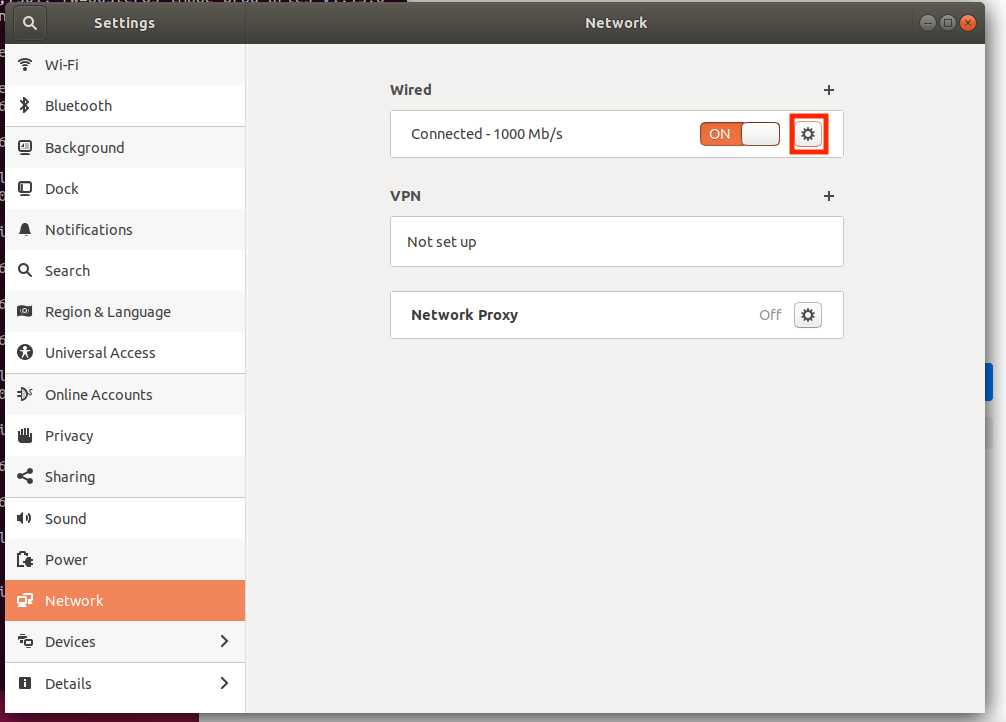 Settings
Network
Wi-Fi
Bluetooth
Background
Dock
Notifications
Search
Region & Language
Universal Access
Online Accounts
Privacy
Sharing
Sound
Power
Network
Devices
Details
Wired
Connected - 1000 Mb/s
ON
VPN
Not set up
Network Proxy
Off